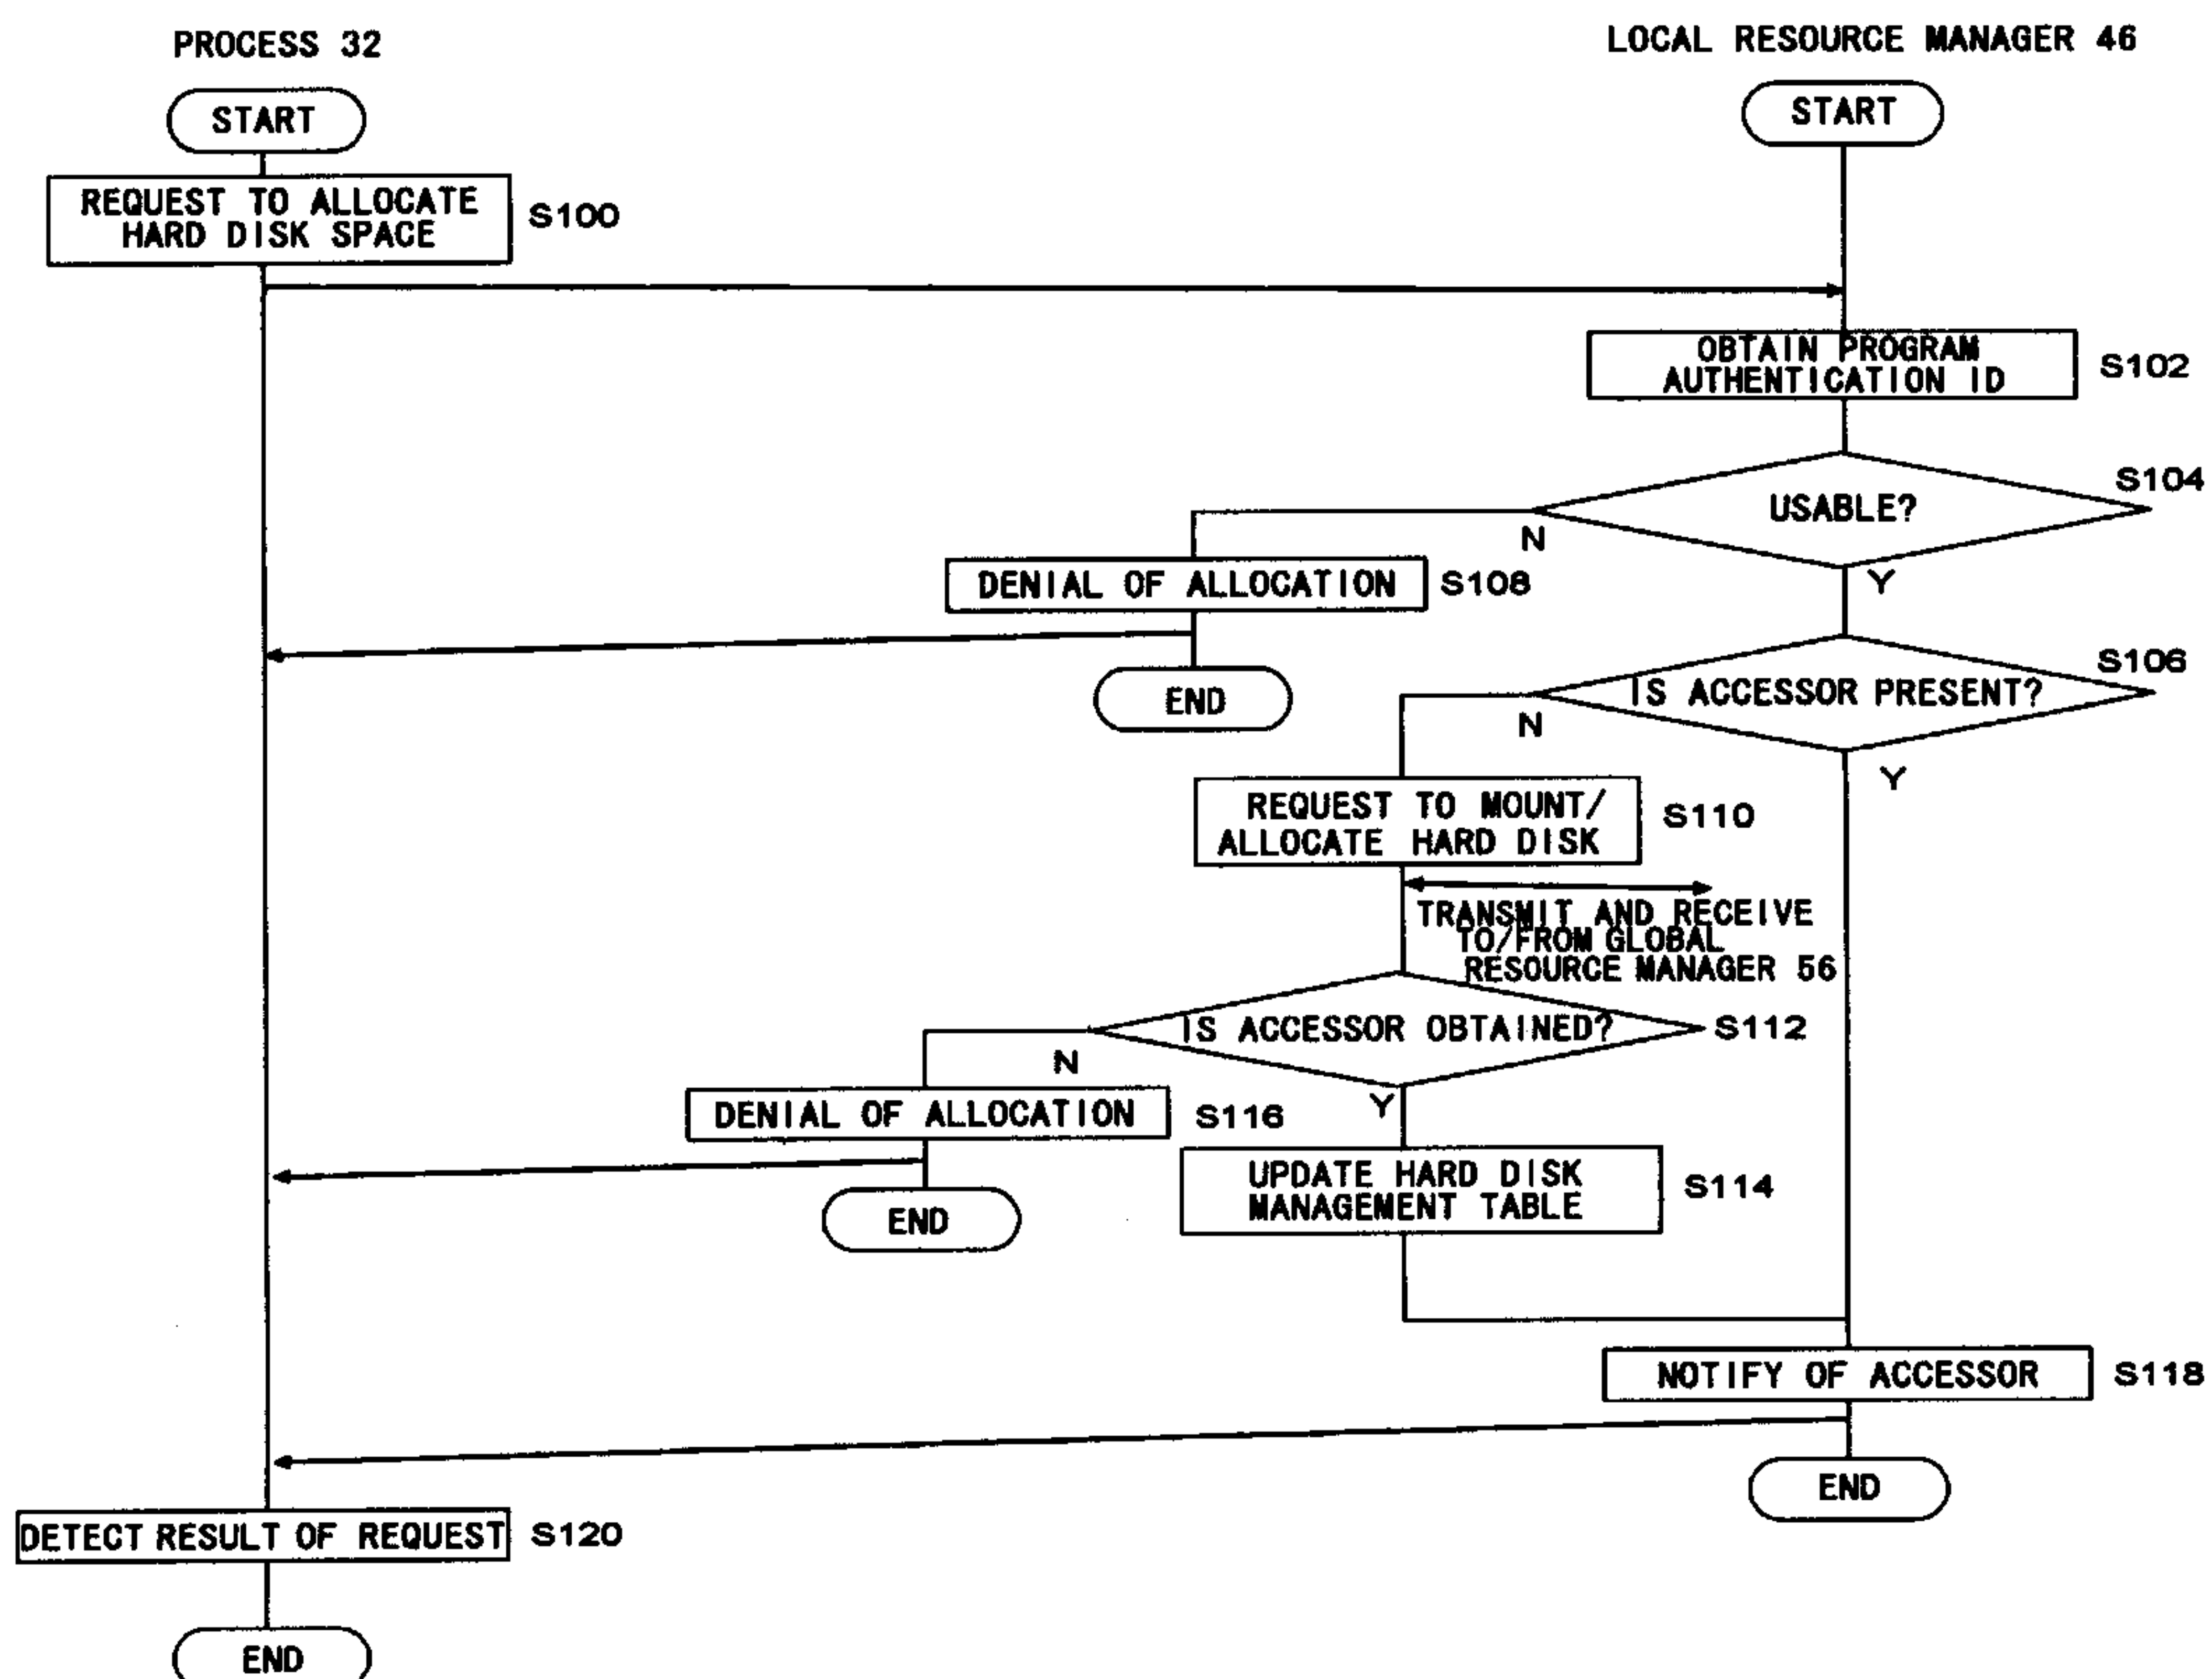 PROCESS 32
LOCAL RESOURCE MANAGER 46
START
START
REQUEST TO ALLOCATE
HARD DISK SPACE
S100
OBTAIN PROGRAM
AUTHENTICATION ID
S102
S104
USABLE?
N
Y
DENIAL OF ALLOCATION
S108
END
S106
IS ACCESSOR PRESENT?
N
Y
REQUEST TO MOUNT/
ALLOCATE HARD DISK
S110
TRANSMIT AND RECEIVE
TO/FROM GLOBAL
RESOURCE MANAGER 56
IS ACCESSOR OBTAINED?
S112
N
Y
DENIAL OF ALLOCATION
S116
END
UPDATE HARD DISK
MANAGEMENT TABLE
S114
NOTIFY OF ACCESSOR
S118
END
DETECT RESULT OF REQUEST
S120
END